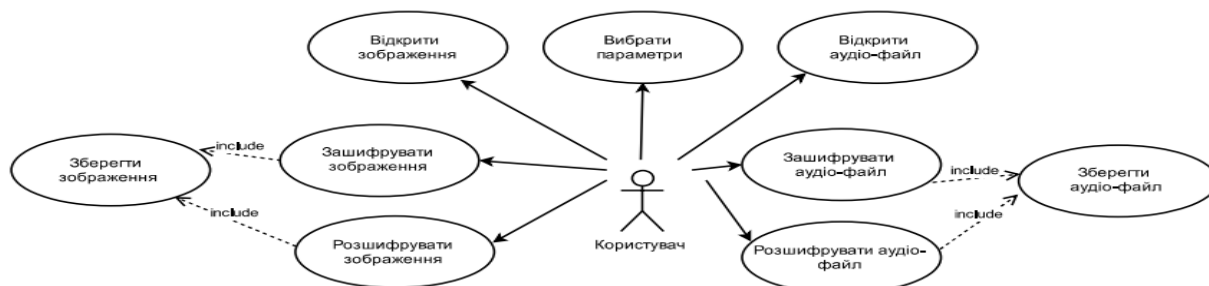 Відкрити
зображення
Вибрати
параметри
Відкрити
аудіо-файл
Зберегти
зображення
include
Зашифрувати
зображення
Зашифрувати
аудіо-файл
include
Зберегти
аудіо-файл
include
include
Розшифрувати
зображення
Користувач
Розшифрувати аудіо-
файл